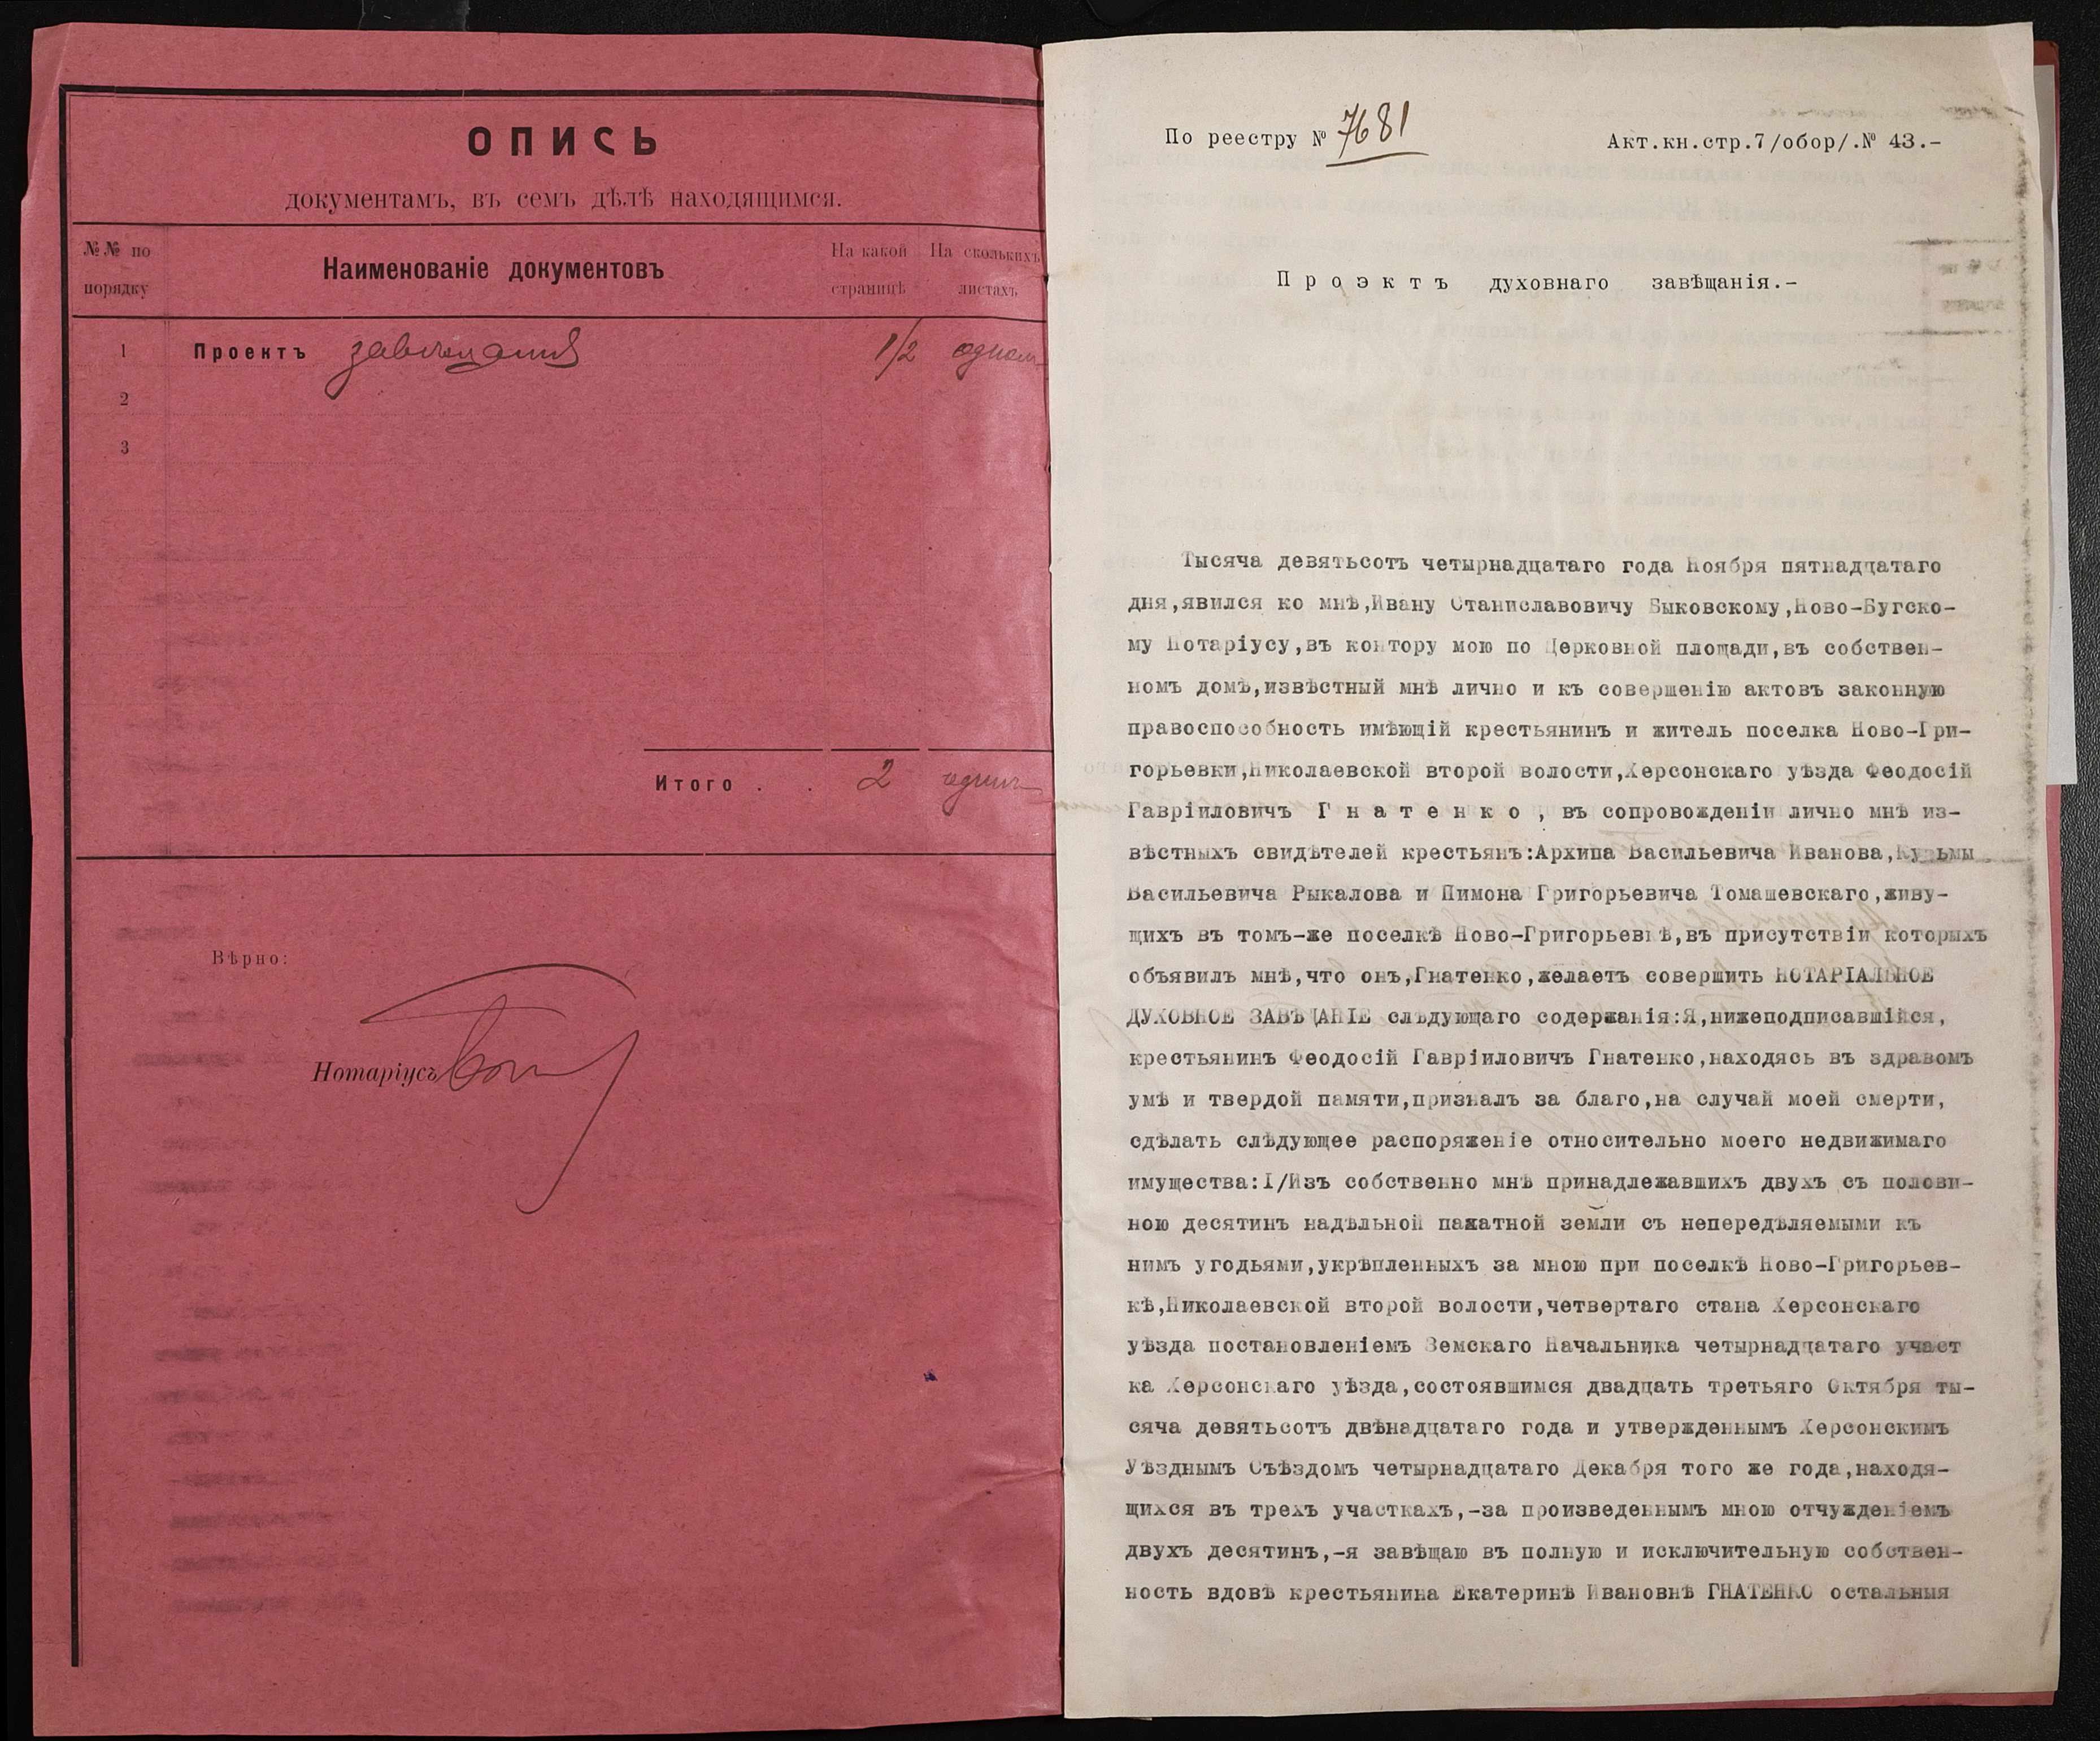 ОПИСЬ
документамъ, въ семъ дѣлѣ находящимся.
№№ по порядку
Наименованіе документовъ
На какой страницѣ
На сколькихъ листахъ
1 Проектъ завѣщанія 1/2 одном
2
3
Итого . . 2 один
Вѣрно:
Нотаріусъ
По реестру № 7681
Акт.кн.стр.7/обор/.№ 43.-
Проэктъ духовнаго завѣщанія.-
Тысяча девятьсотъ четырнадцатаго года Ноября пятнадцатаго
дня,явился ко мнѣ,Ивану Станиславовичу Быковскому,Ново-Бугско-
му Нотаріусу,въ контору мою по Церковной площади,въ собствен-
номъ домѣ,извѣстный мнѣ лично и къ совершенію актовъ законную
правоспособность имѣющій крестьянинъ и житель поселка Ново-Гри-
горьевки,Николаевской второй волости,Херсонскаго уѣзда Феодосій
Гавріиловичъ Гнатенко, въ сопровожденіи лично мнѣ из-
вѣстныхъ свидѣтелей крестьянъ:Архипа Васильевича Иванова,Кузьмы
Васильевича Рыкалова и Пимона Григорьевича Томашевскаго,живу-
щихъ въ томъ-же поселкѣ Ново-Григорьевкѣ,въ присутствіи которыхъ
объявилъ мнѣ,что онъ,Гнатенко,желаетъ совершить НОТАРІАЛЬНОЕ
ДУХОВНОЕ ЗАВѢЩАНІЕ слѣдующаго содержанія:Я,нижеподписавшійся,
крестьянинъ Феодосій Гавріиловичъ Гнатенко,находясь въ здравомъ
умѣ и твердой памяти,призналъ за благо,на случай моей смерти,
сдѣлать слѣдующее распоряженіе относительно моего недвижимаго
имущества:I/Изъ собственно мнѣ принадлежавшихъ двухъ съ полови-
ною десятинъ надѣльной пахатной земли съ непередѣляемыми къ
нимъ угодьями,укрѣпленныхъ за мною при поселкѣ Ново-Григорьев-
кѣ,Николаевской второй волости,четвертаго стана Херсонскаго
уѣзда постановленіемъ Земскаго Начальника четырнадцатаго участ
ка Херсонскаго уѣзда,состоявшимся двадцать третьяго Октября ты-
сяча девятьсотъ двѣнадцатаго года и утвержденнымъ Херсонскимъ
Уѣзднымъ Съѣздомъ четырнадцатаго Декабря того же года,находя-
щихся въ трехъ участкахъ,-за произведеннымъ мною отчужденіемъ
двухъ десятинъ,-я завѣщаю въ полную и исключительную собствен-
ность вдовѣ крестьянина Екатеринѣ Ивановнѣ ГНАТЕНКО остальныя